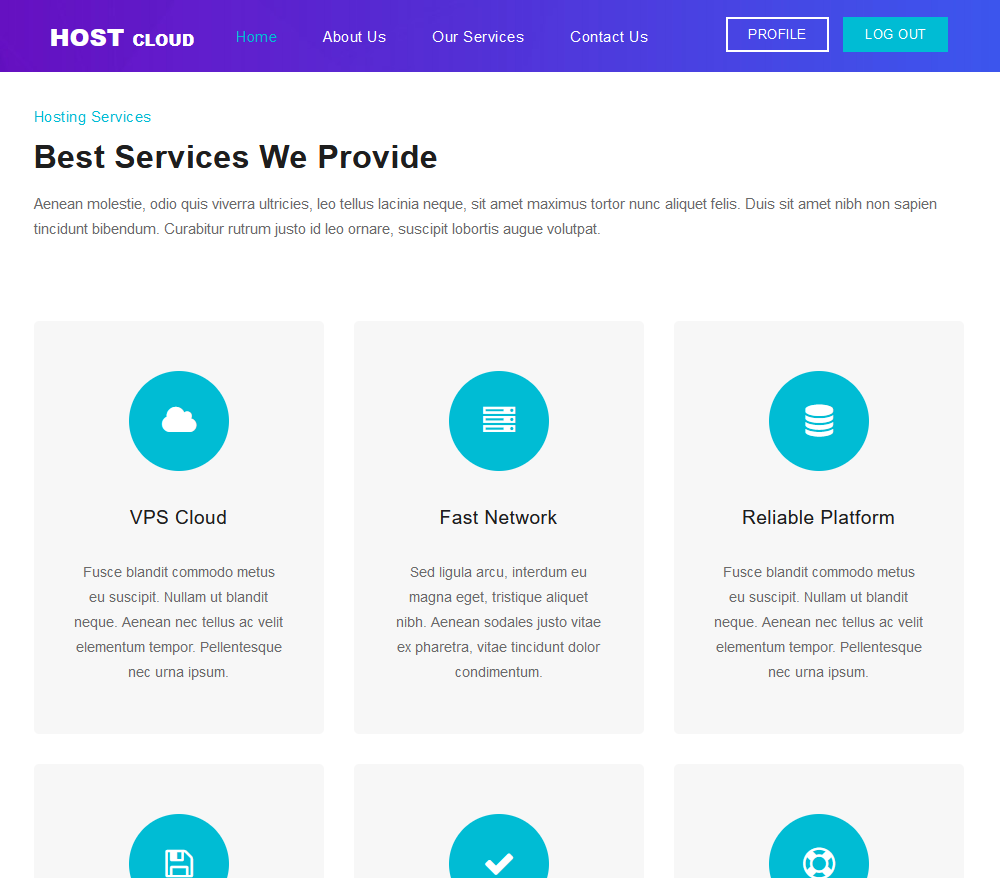 HOST CLOUD
Home
About Us
Our Services
Contact Us
PROFILE
LOG OUT
Hosting Services
Best Services We Provide
Aenean molestie, odio quis viverra ultricies, leo tellus lacinia neque, sit amet maximus tortor nunc aliquet felis. Duis sit amet nibh non sapien
tincidunt bibendum. Curabitur rutrum justo id leo ornare, suscipit lobortis augue volutpat.
VPS Cloud
Fusce blandit commodo metus
eu suscipit. Nullam ut blandit
neque. Aenean nec tellus ac velit
elementum tempor. Pellentesque
nec urna ipsum.
Fast Network
Sed ligula arcu, interdum eu
magna eget, tristique aliquet
nibh. Aenean sodales justo vitae
ex pharetra, vitae tincidunt dolor
condimentum.
Reliable Platform
Fusce blandit commodo metus
eu suscipit. Nullam ut blandit
neque. Aenean nec tellus ac velit
elementum tempor. Pellentesque
nec urna ipsum.